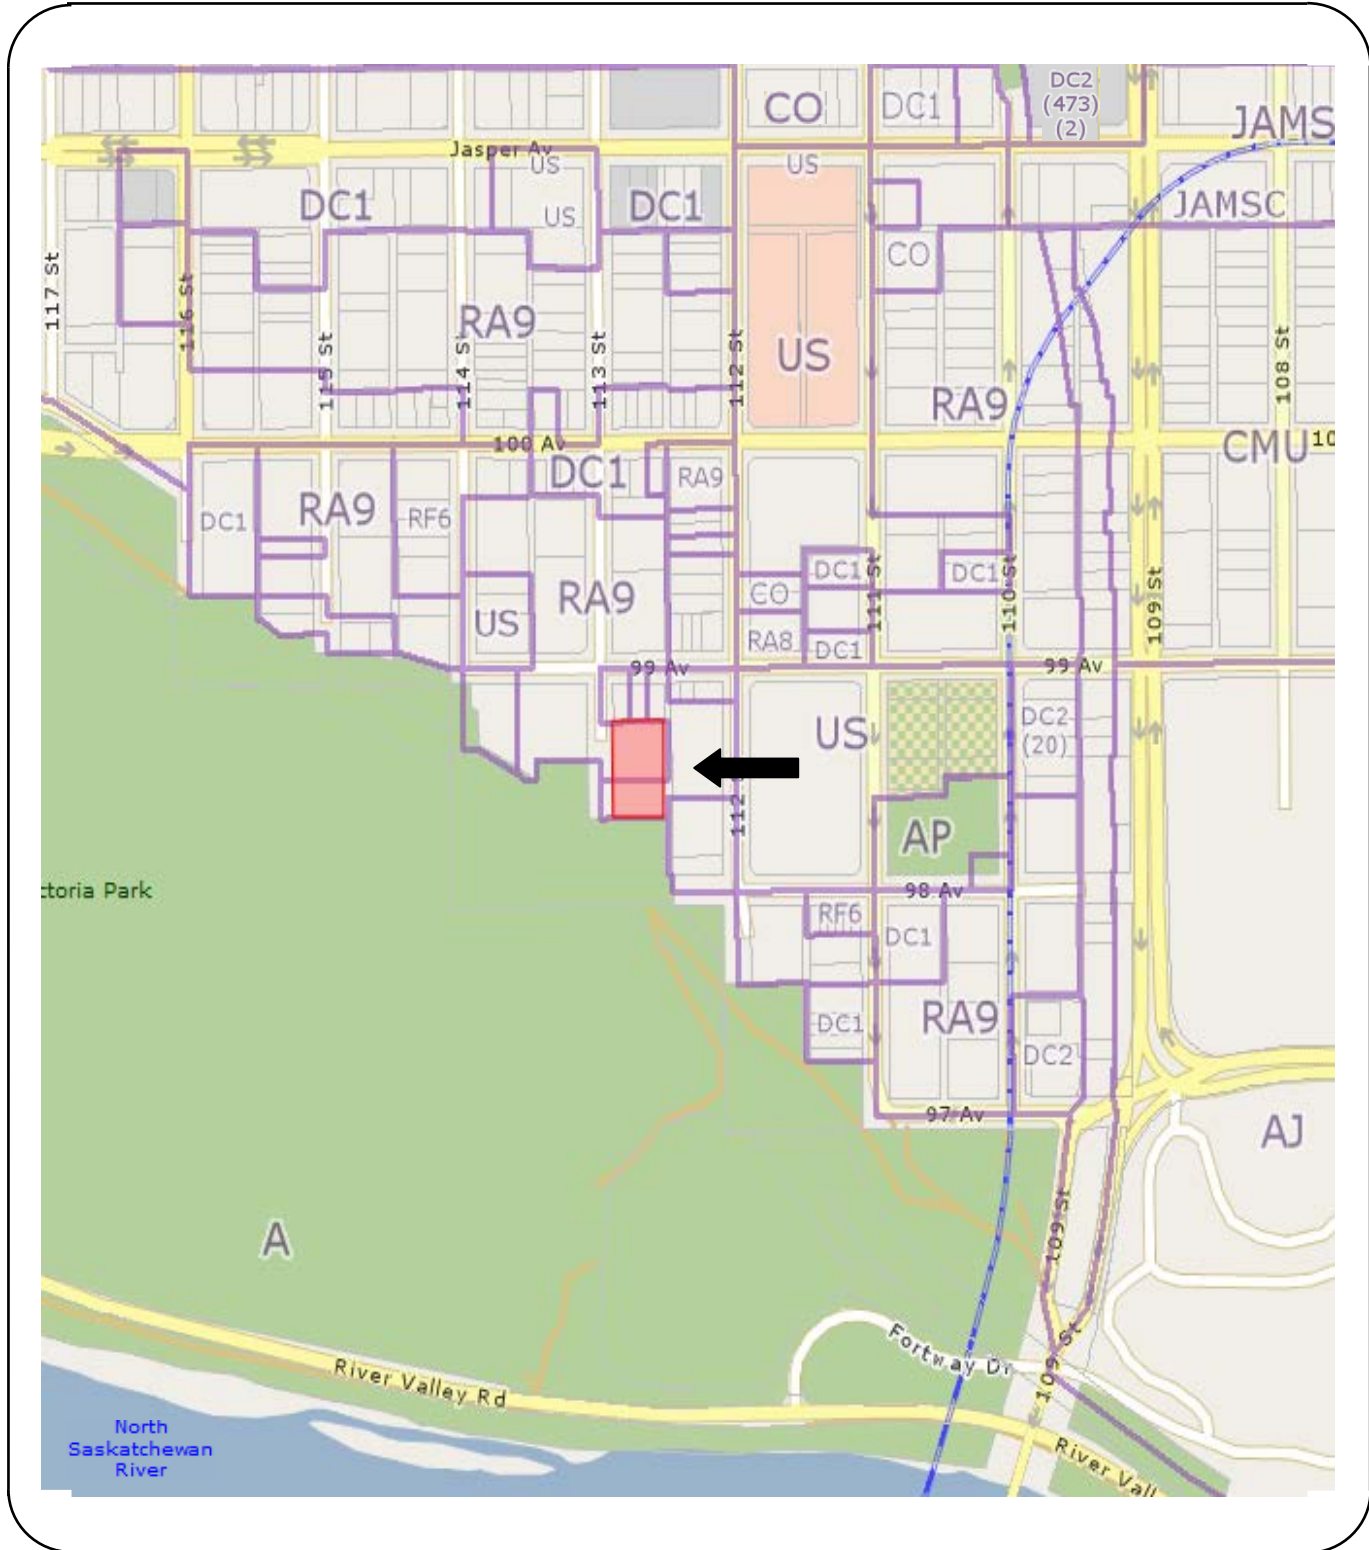 DC2
(473)
(2)
CO
DC1
JAMS
Jasper Av
US
US
DC1
US
DC1
JAMSC
CO
117 St
116 St
115 St
114 S
113 St
112 St
RA9
US
RA9
108 St
100 Av
CMU
10
DC1
RA9
DC1
RA9
RF6
DC1
RA9
US
DC1
CO
RA8
DC1
111 St
DC1
110 St
109 St
99 Av
99 Av
US
DC2
(20)
112 S
AP
ctoria Park
98 Av
RF6
DC1
DC1
RA9
DC2
97 Av
AJ
109 St
A
Fortway Dr
109 St
River Valley Rd
River Vall
North
Saskatchewan
River